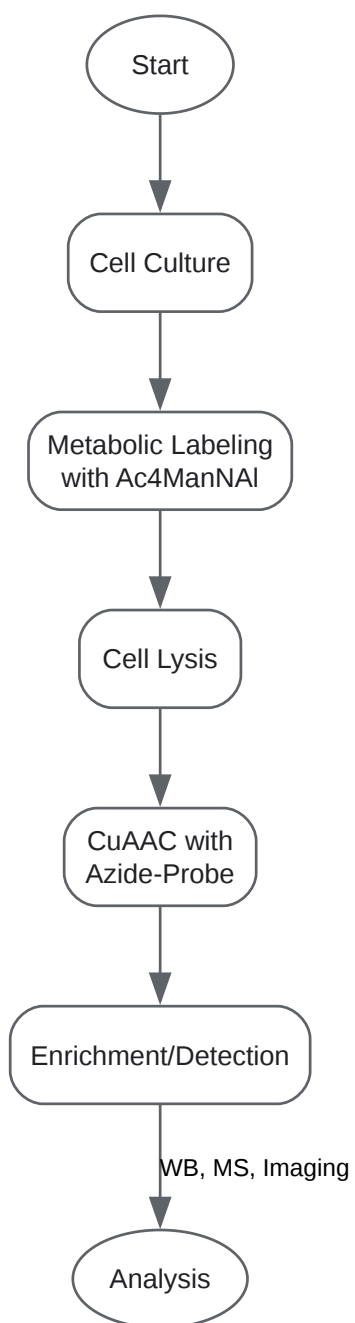 Start
Cell Culture
Metabolic Labeling
with Ac4ManNAl
Cell Lysis
CuAAC with
Azide-Probe
Enrichment/Detection
WB, MS, Imaging
Analysis